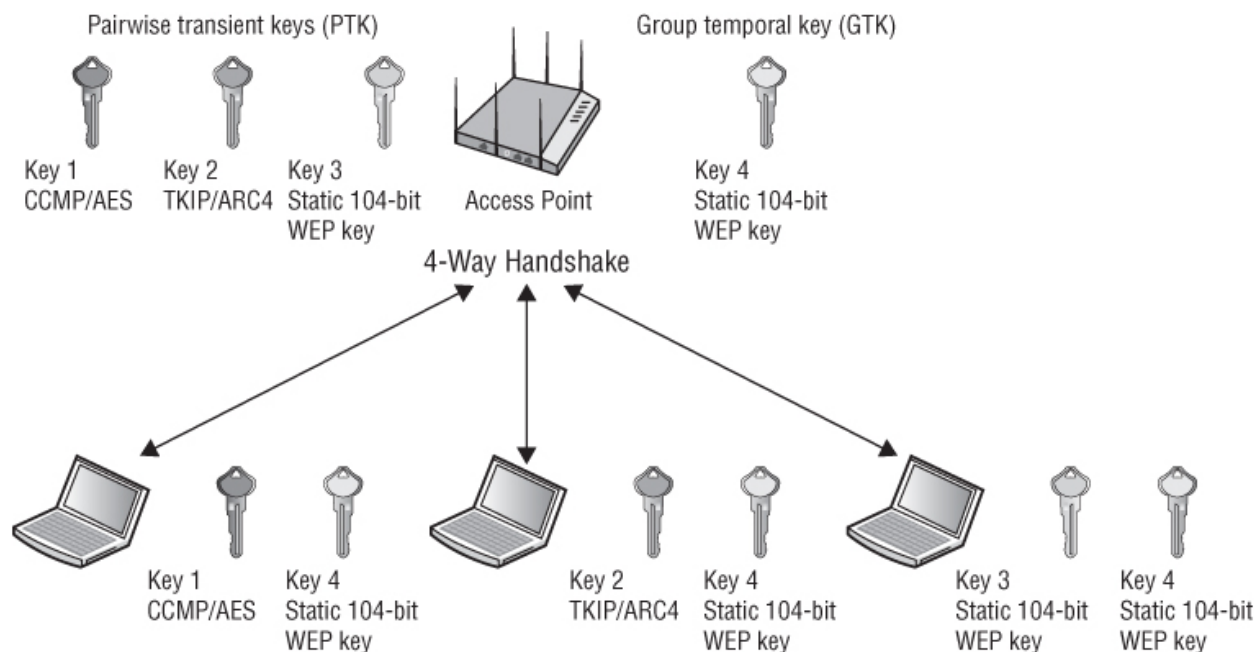 Pairwise transient keys (PTK)
Group temporal key (GTK)
Key 1
CCMP/AES
Key 2
TKIP/ARC4
Key 3
Static 104-bit
WEP key
Access Point
Key 4
Static 104-bit
WEP key
4-Way Handshake
Key 1
CCMP/AES
Key 4
Static 104-bit
WEP key
Key 2
TKIP/ARC4
Key 4
Static 104-bit
WEP key
Key 3
Static 104-bit
WEP key
Key 4
Static 104-bit
WEP key